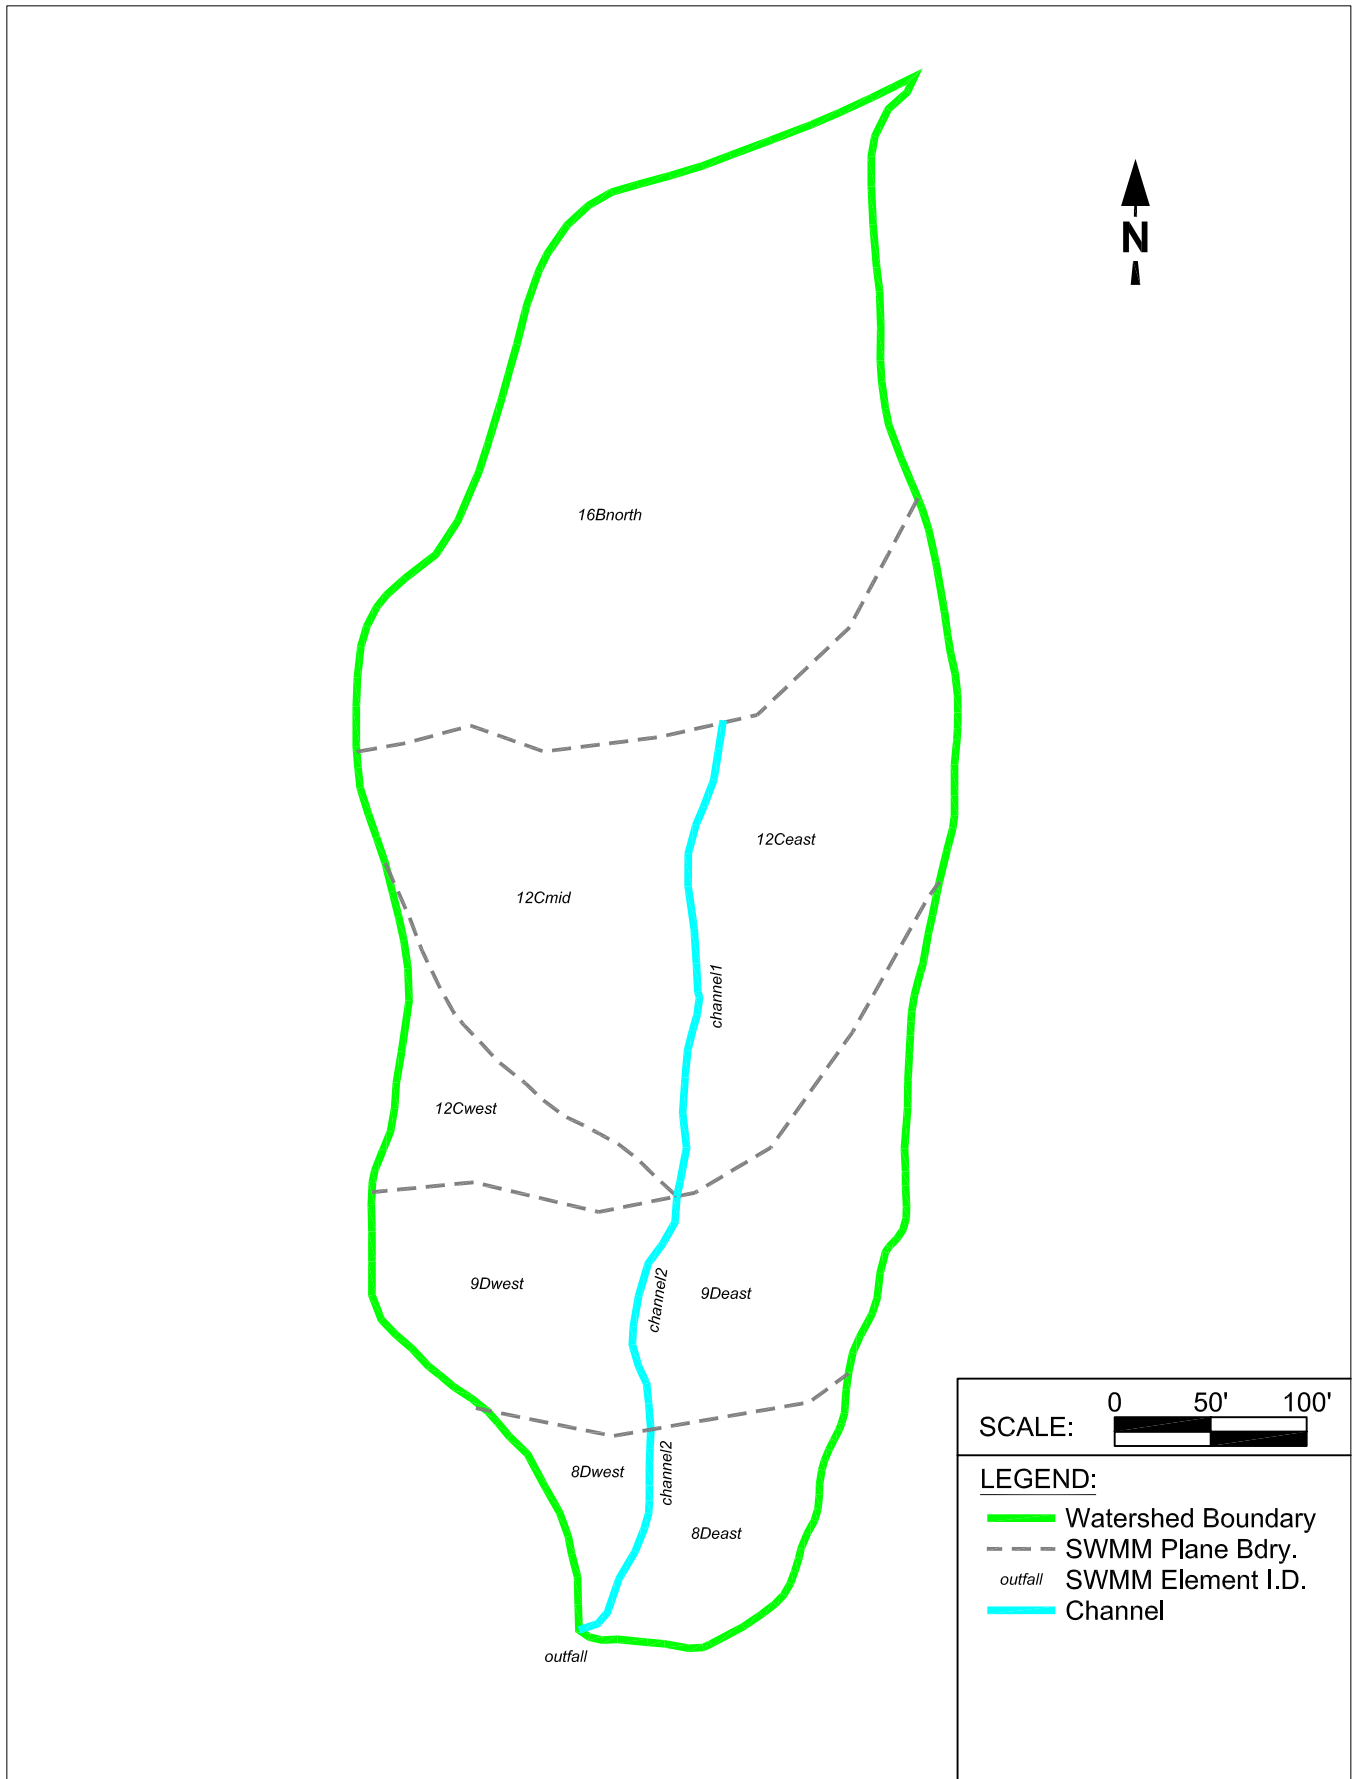 N
16Bnorth
12Ceast
12Cmid
channel1
12Cwest
9Dwest
channel2
9Deast
8Dwest
channel2
8Deast
outfall
SCALE:
0 50' 100'
LEGEND:
Watershed Boundary
SWMM Plane Bdry.
outfall SWMM Element I.D.
Channel